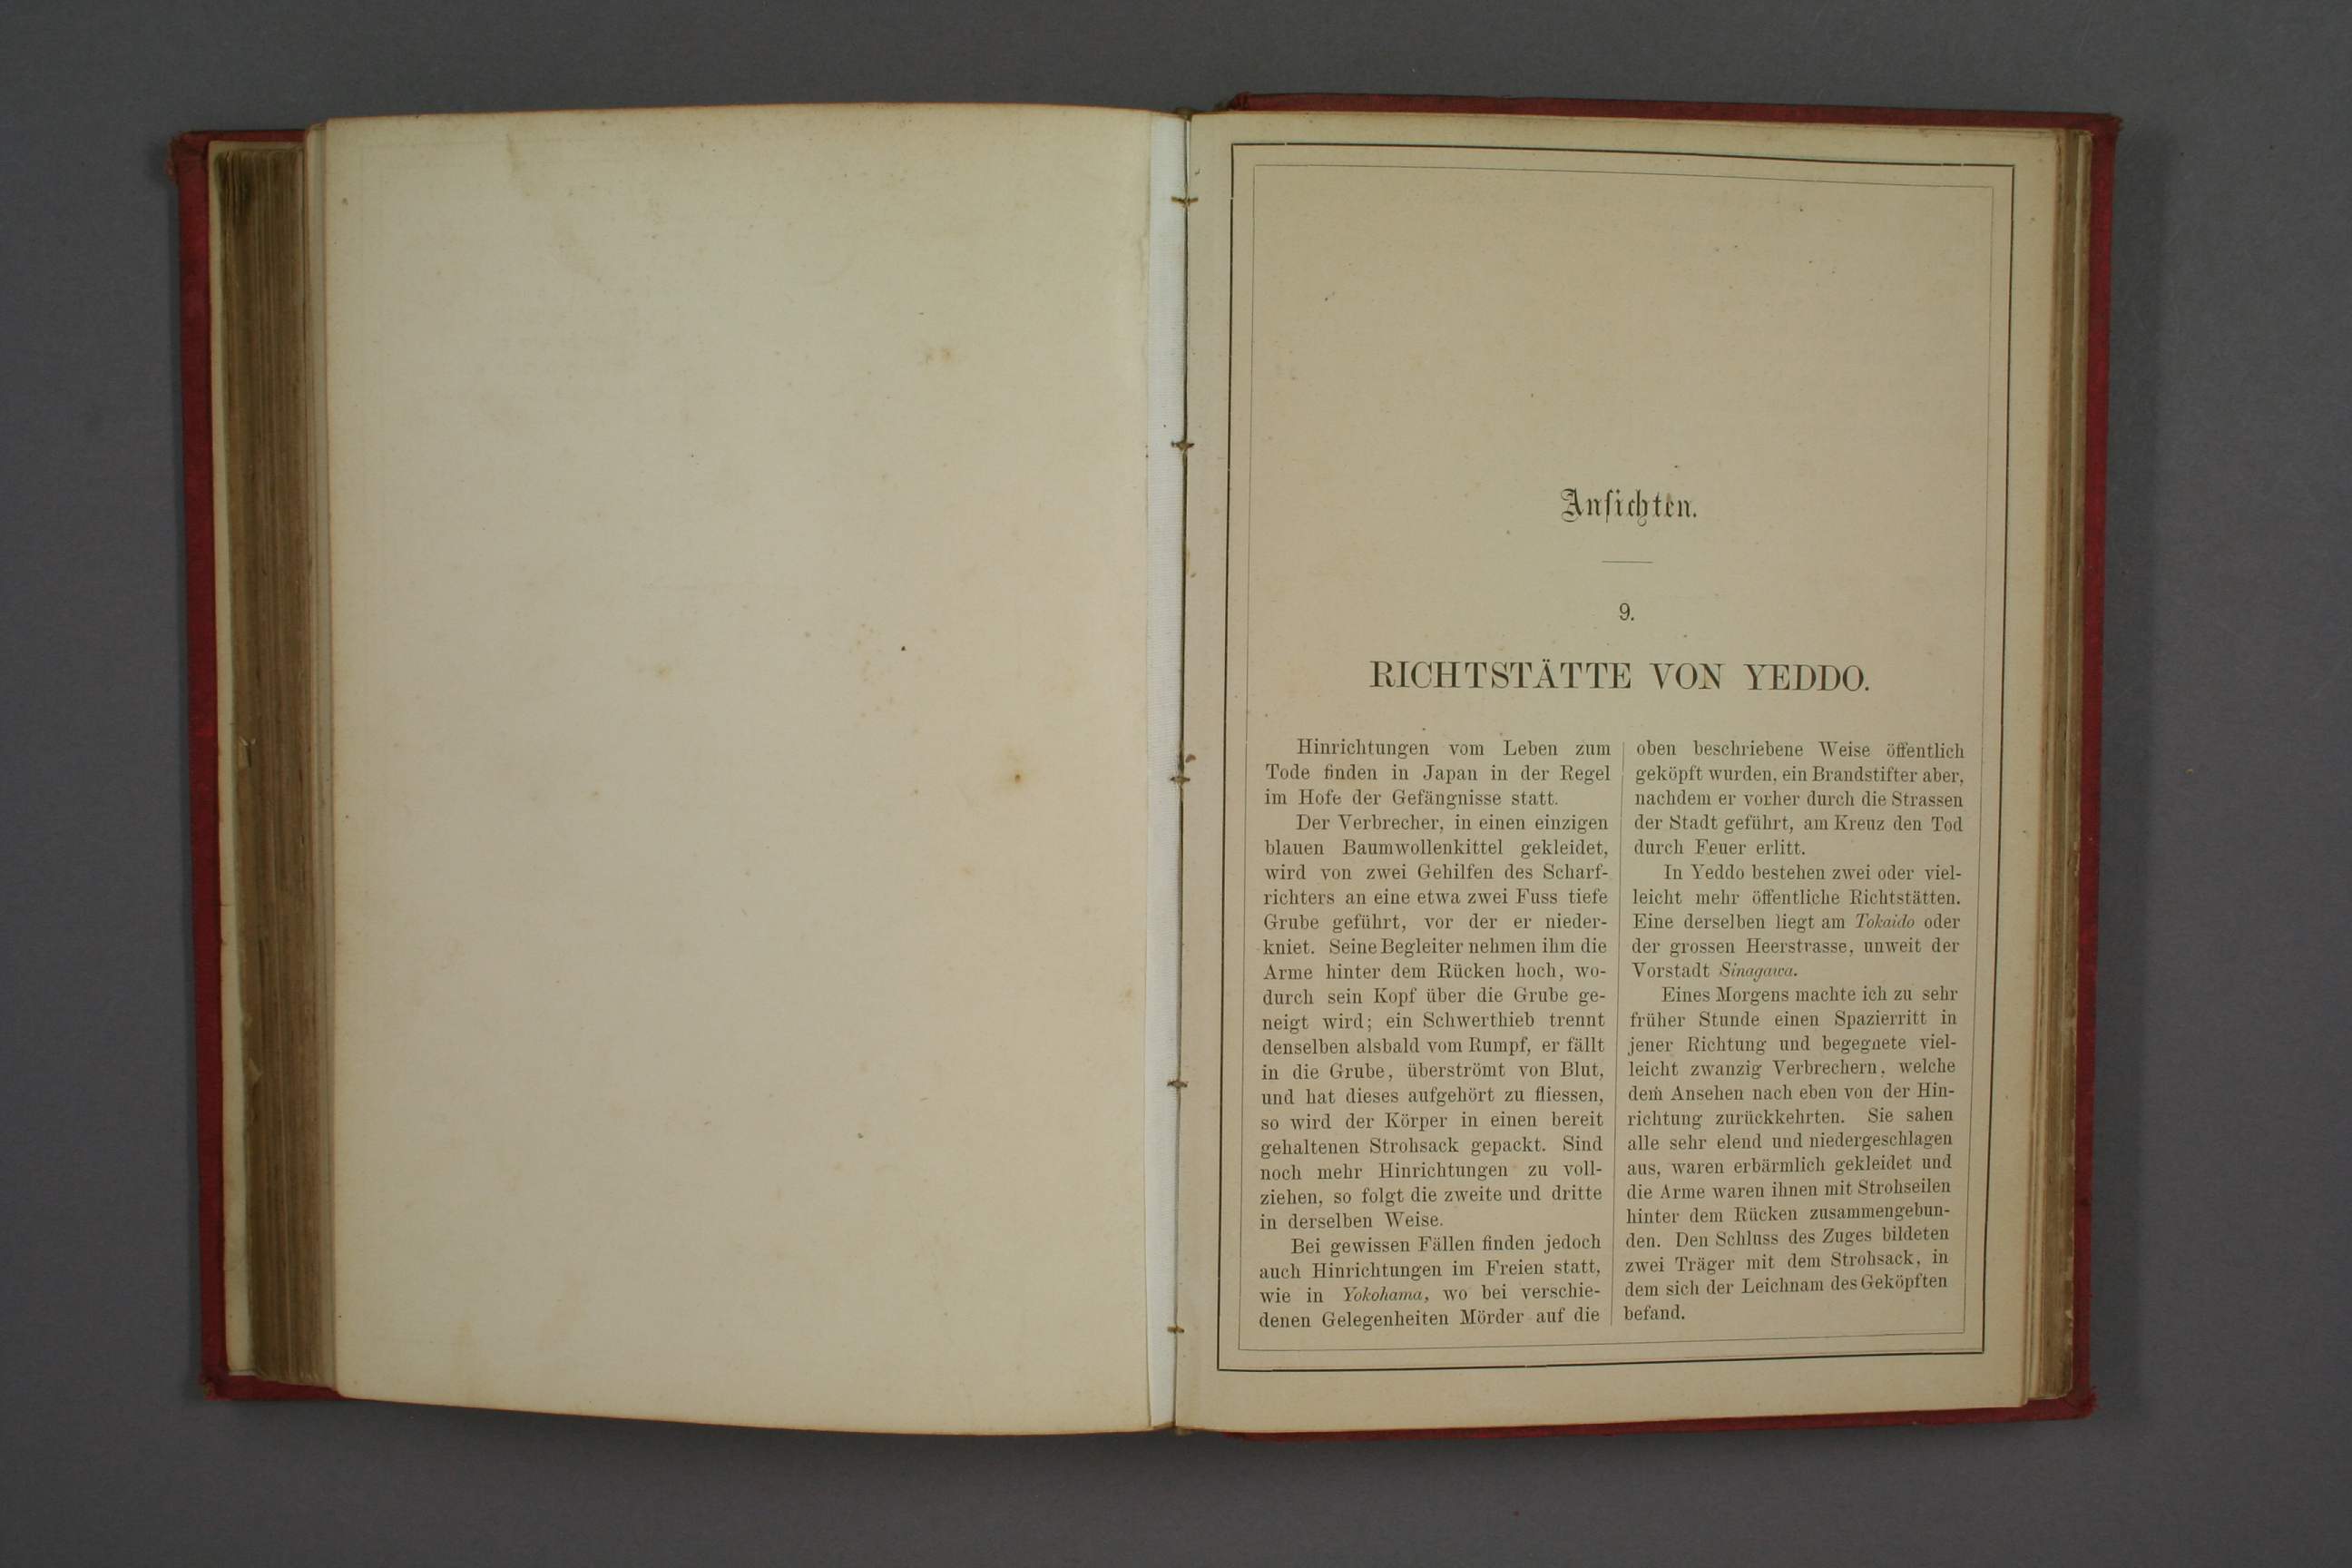 Ansichten.
9.
RICHTSTÄTTE VON YEDDO.
Hinrichtungen vom Leben zum
Tode finden in Japan in der Regel
im Hofe der Gefängnisse statt.
Der Verbrecher, in einen einzigen
blauen Baumwollenkittel gekleidet,
wird von zwei Gehilfen des Scharf-
richters an eine etwa zwei Fuss tiefe
Grube geführt, vor der er nieder-
kniet. Seine Begleiter nehmen ihm die
Arme hinter dem Rücken hoch, wo-
durch sein Kopf über die Grube ge-
neigt wird; ein Schwerthieb trennt
denselben alsbald vom Rumpf, er fällt
in die Grube, überströmt von Blut,
und hat dieses aufgehört zu fliessen,
so wird der Körper in einen bereit
gehaltenen Strohsack gepackt. Sind
noch mehr Hinrichtungen zu voll-
ziehen, so folgt die zweite und dritte
in derselben Weise.
Bei gewissen Fällen finden jedoch
auch Hinrichtungen im Freien statt,
wie in Yokohama, wo bei verschie-
denen Gelegenheiten Mörder auf die
oben beschriebene Weise öffentlich
geköpft wurden, ein Brandstifter aber,
nachdem er vorher durch die Strassen
der Stadt geführt, am Kreuz den Tod
durch Feuer erlitt.
In Yeddo bestehen zwei oder viel-
leicht mehr öffentliche Richtstätten.
Eine derselben liegt am Tokaido oder
der grossen Heerstrasse, unweit der
Vorstadt Sinagawa.
Eines Morgens machte ich zu sehr
früher Stunde einen Spazierritt in
jener Richtung und begegnete viel-
leicht zwanzig Verbrechern, welche
dem Ansehen nach eben von der Hin-
richtung zurückkehrten. Sie sahen
alle sehr elend und niedergeschlagen
aus, waren erbärmlich gekleidet und
die Arme waren ihnen mit Strohseilen
hinter dem Rücken zusammengebun-
den. Den Schluss des Zuges bildeten
zwei Träger mit dem Strohsack, in
dem sich der Leichnam des Geköpften
befand.